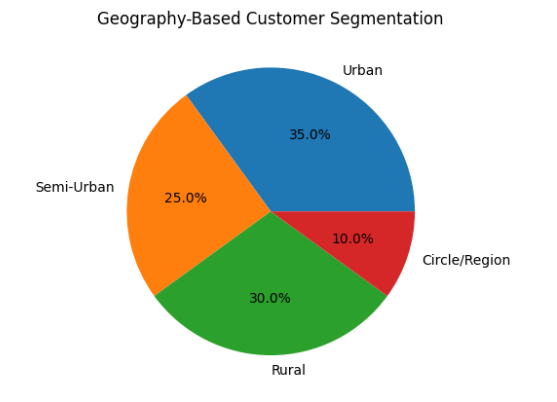 Geography-Based Customer Segmentation
Urban
35.0%
Semi-Urban
25.0%
10.0%
Circle/Region
30.0%
Rural